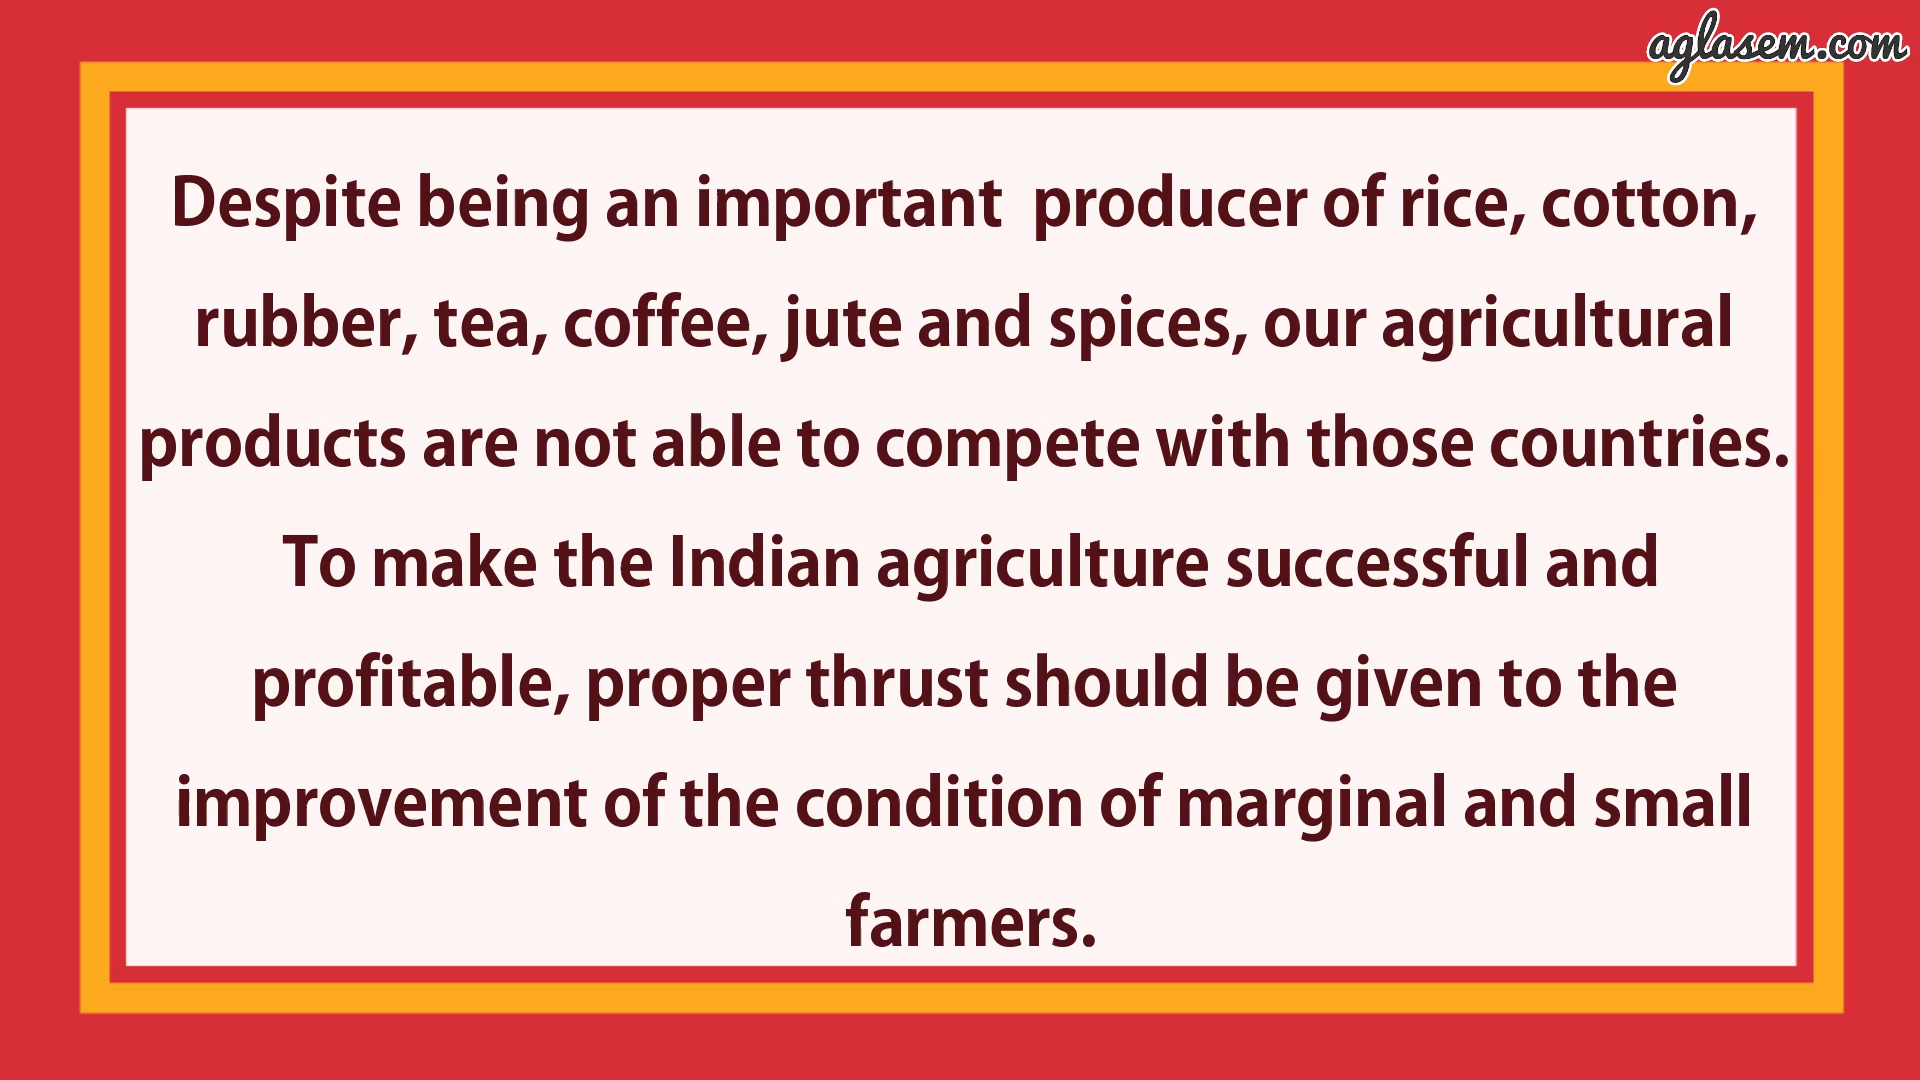 aglasem.com
Despite being an important  producer of rice, cotton,
rubber, tea, coffee, jute and spices, our agricultural
products are not able to compete with those countries.
To make the Indian agriculture successful and
profitable, proper thrust should be given to the
improvement of the condition of marginal and small
farmers.